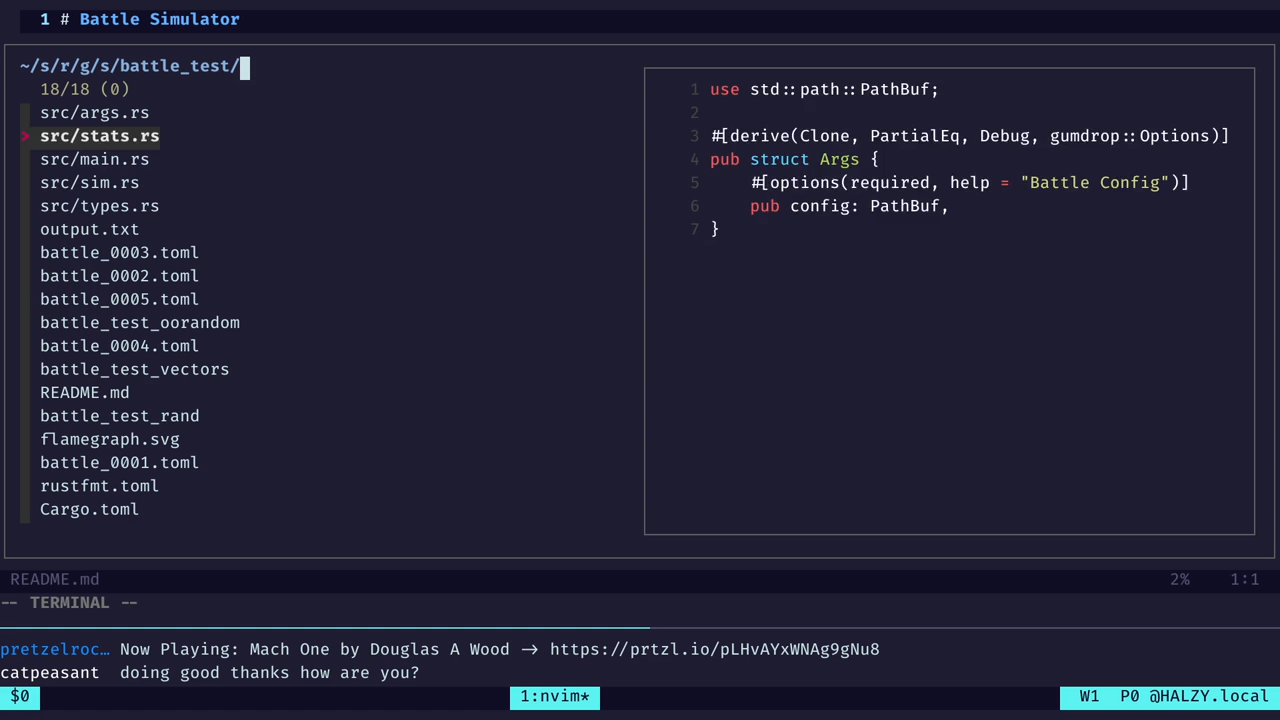 1 # Battle Simulator
~/s/r/g/s/battle_test/
18/18 (0)
src/args.rs
> src/stats.rs
src/main.rs
src/sim.rs
src/types.rs
output.txt
battle_0003.toml
battle_0002.toml
battle_0005.toml
battle_test_oorandom
battle_0004.toml
battle_test_vectors
README.md
battle_test_rand
flamegraph.svg
battle_0001.toml
rustfmt.toml
Cargo.toml
1 use std::path::PathBuf;
2
3 #[derive(Clone, PartialEq, Debug, gumdrop::Options)]
4 pub struct Args {
5     #[options(required, help = "Battle Config")]
6     pub config: PathBuf,
7 }
README.md 2% 1:1
-- TERMINAL --
pretzelroc… Now Playing: Mach One by Douglas A Wood -> https://prtzl.io/pLHvAYxWNAg9gNu8
catpeasant doing good thanks how are you?
$0 1:nvim* W1 P0 @HALZY.local